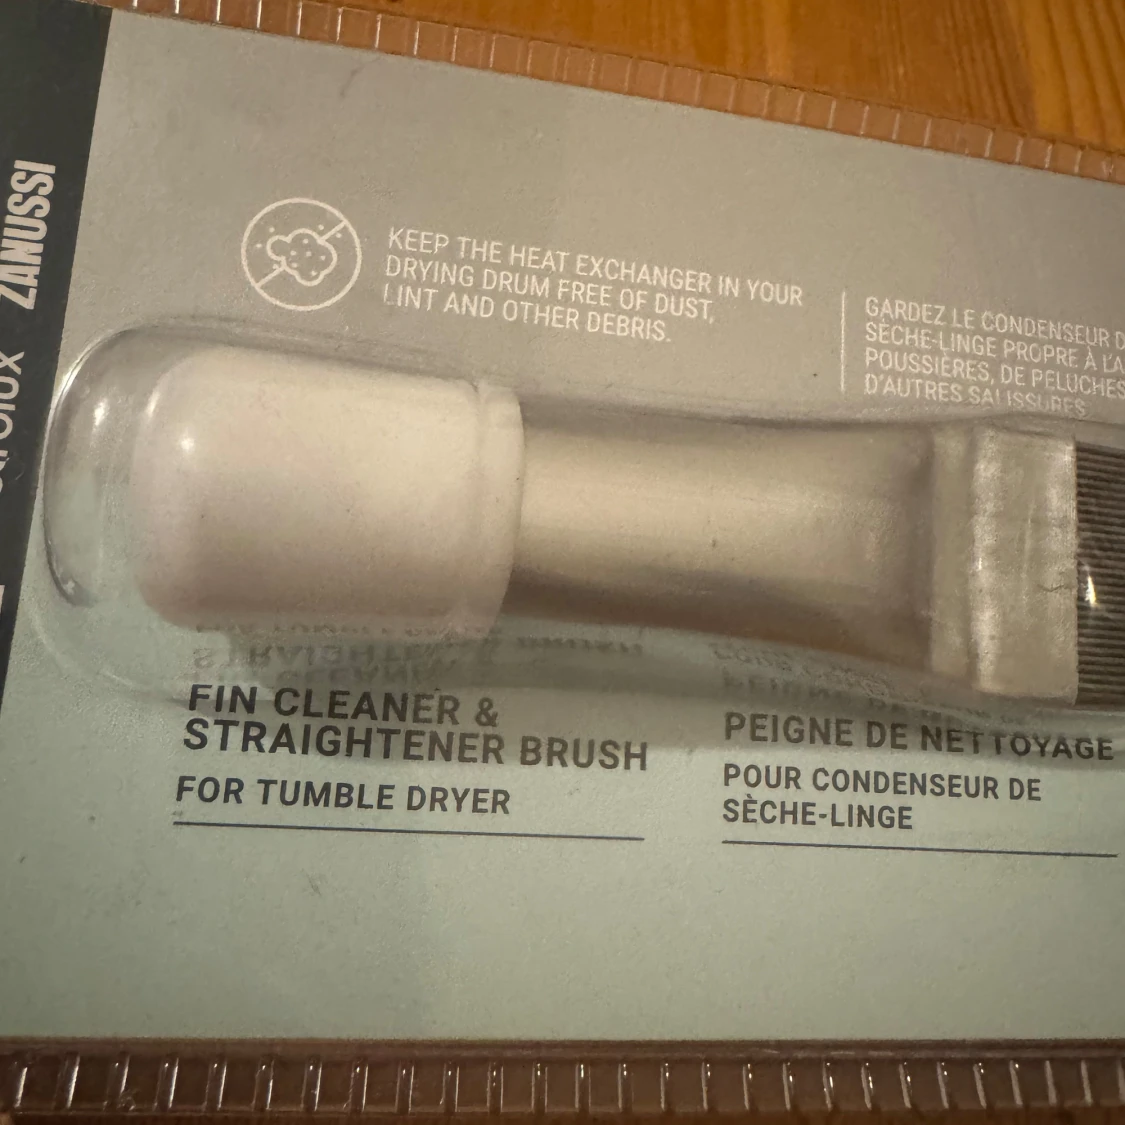 ZANUSSI
KEEP THE HEAT EXCHANGER IN YOUR
DRYING DRUM FREE OF DUST,
LINT AND OTHER DEBRIS.
GARDEZ LE CONDENSEUR D
SÈCHE-LINGE PROPRE À L'A
POUSSIÈRES, DE PELUCHES
D'AUTRES SALISSURES
FIN CLEANER &
STRAIGHTENER BRUSH
FOR TUMBLE DRYER
PEIGNE DE NETTOYAGE
POUR CONDENSEUR DE
SÈCHE-LINGE